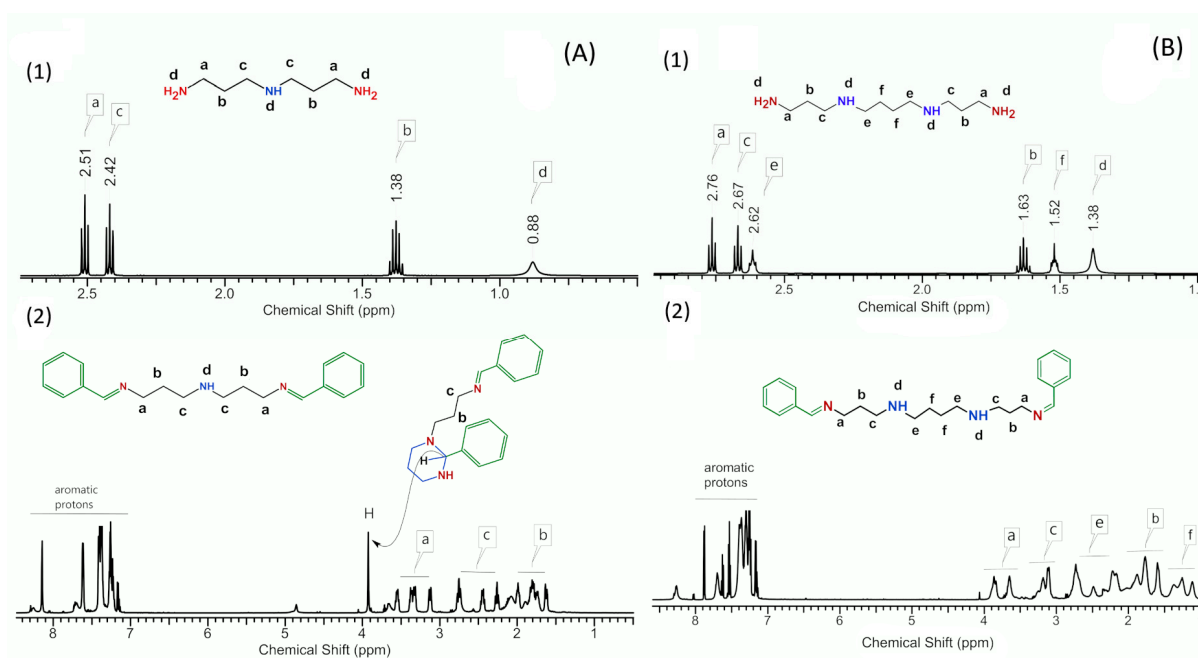 (A)
(1)
a c c a
d d
H₂N NH NH₂
b d b
a c b d
2.51 2.42 1.38 0.88
2.5 2.0 1.5 1.0
Chemical Shift (ppm)
(B)
(1)
d b d f e c a d
H₂N NH NH NH₂
a c e f d b
a c e b f d
2.76 2.67 2.62 1.63 1.52 1.38
2.5 2.0 1.5 1.0
Chemical Shift (ppm)
(2)
b d b
N NH N
a c c a
N
c
b
N
H
NH
aromatic
protons
H
a c b
8 7 6 5 4 3 2 1
Chemical Shift (ppm)
(2)
b d f e c a
N NH NH N
a c e f d b
aromatic
protons
a c e b f
8 7 6 5 4 3 2
Chemical Shift (ppm)